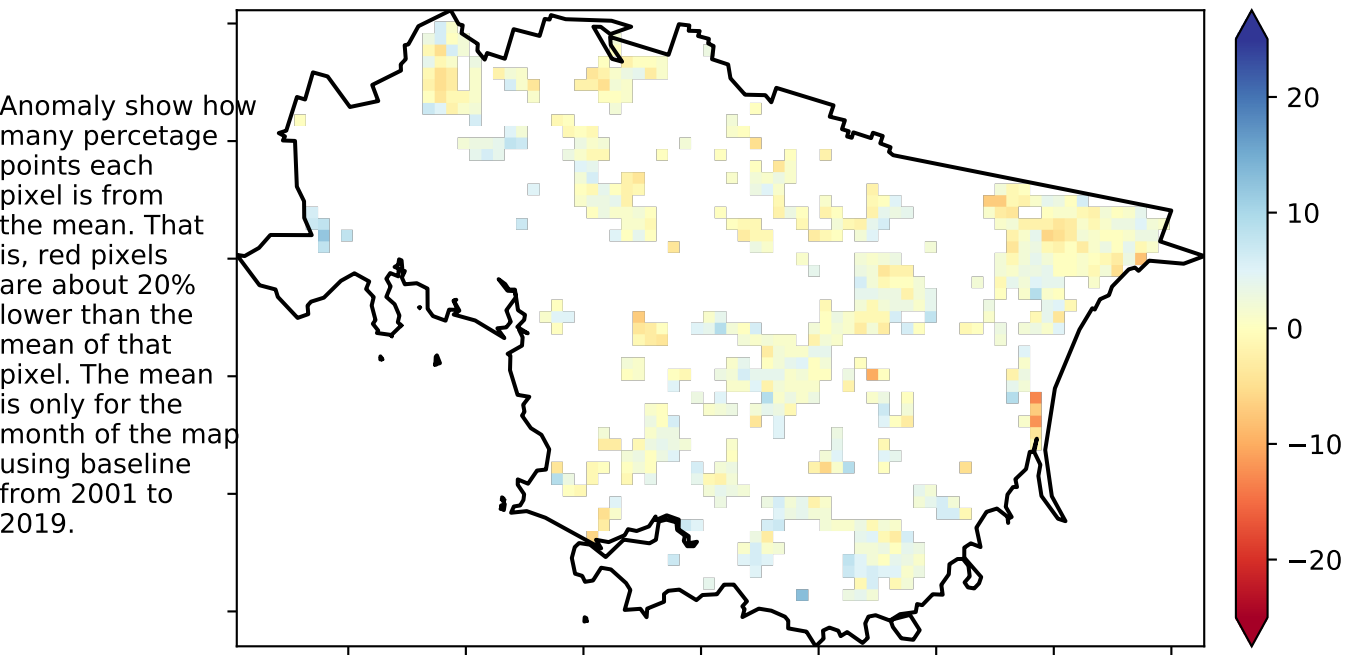 Anomaly show how
many percetage
points each
pixel is from
the mean. That
is, red pixels
are about 20%
lower than the
mean of that
pixel. The mean
is only for the
month of the map
using baseline
from 2001 to
2019.
20
10
0
−10
−20